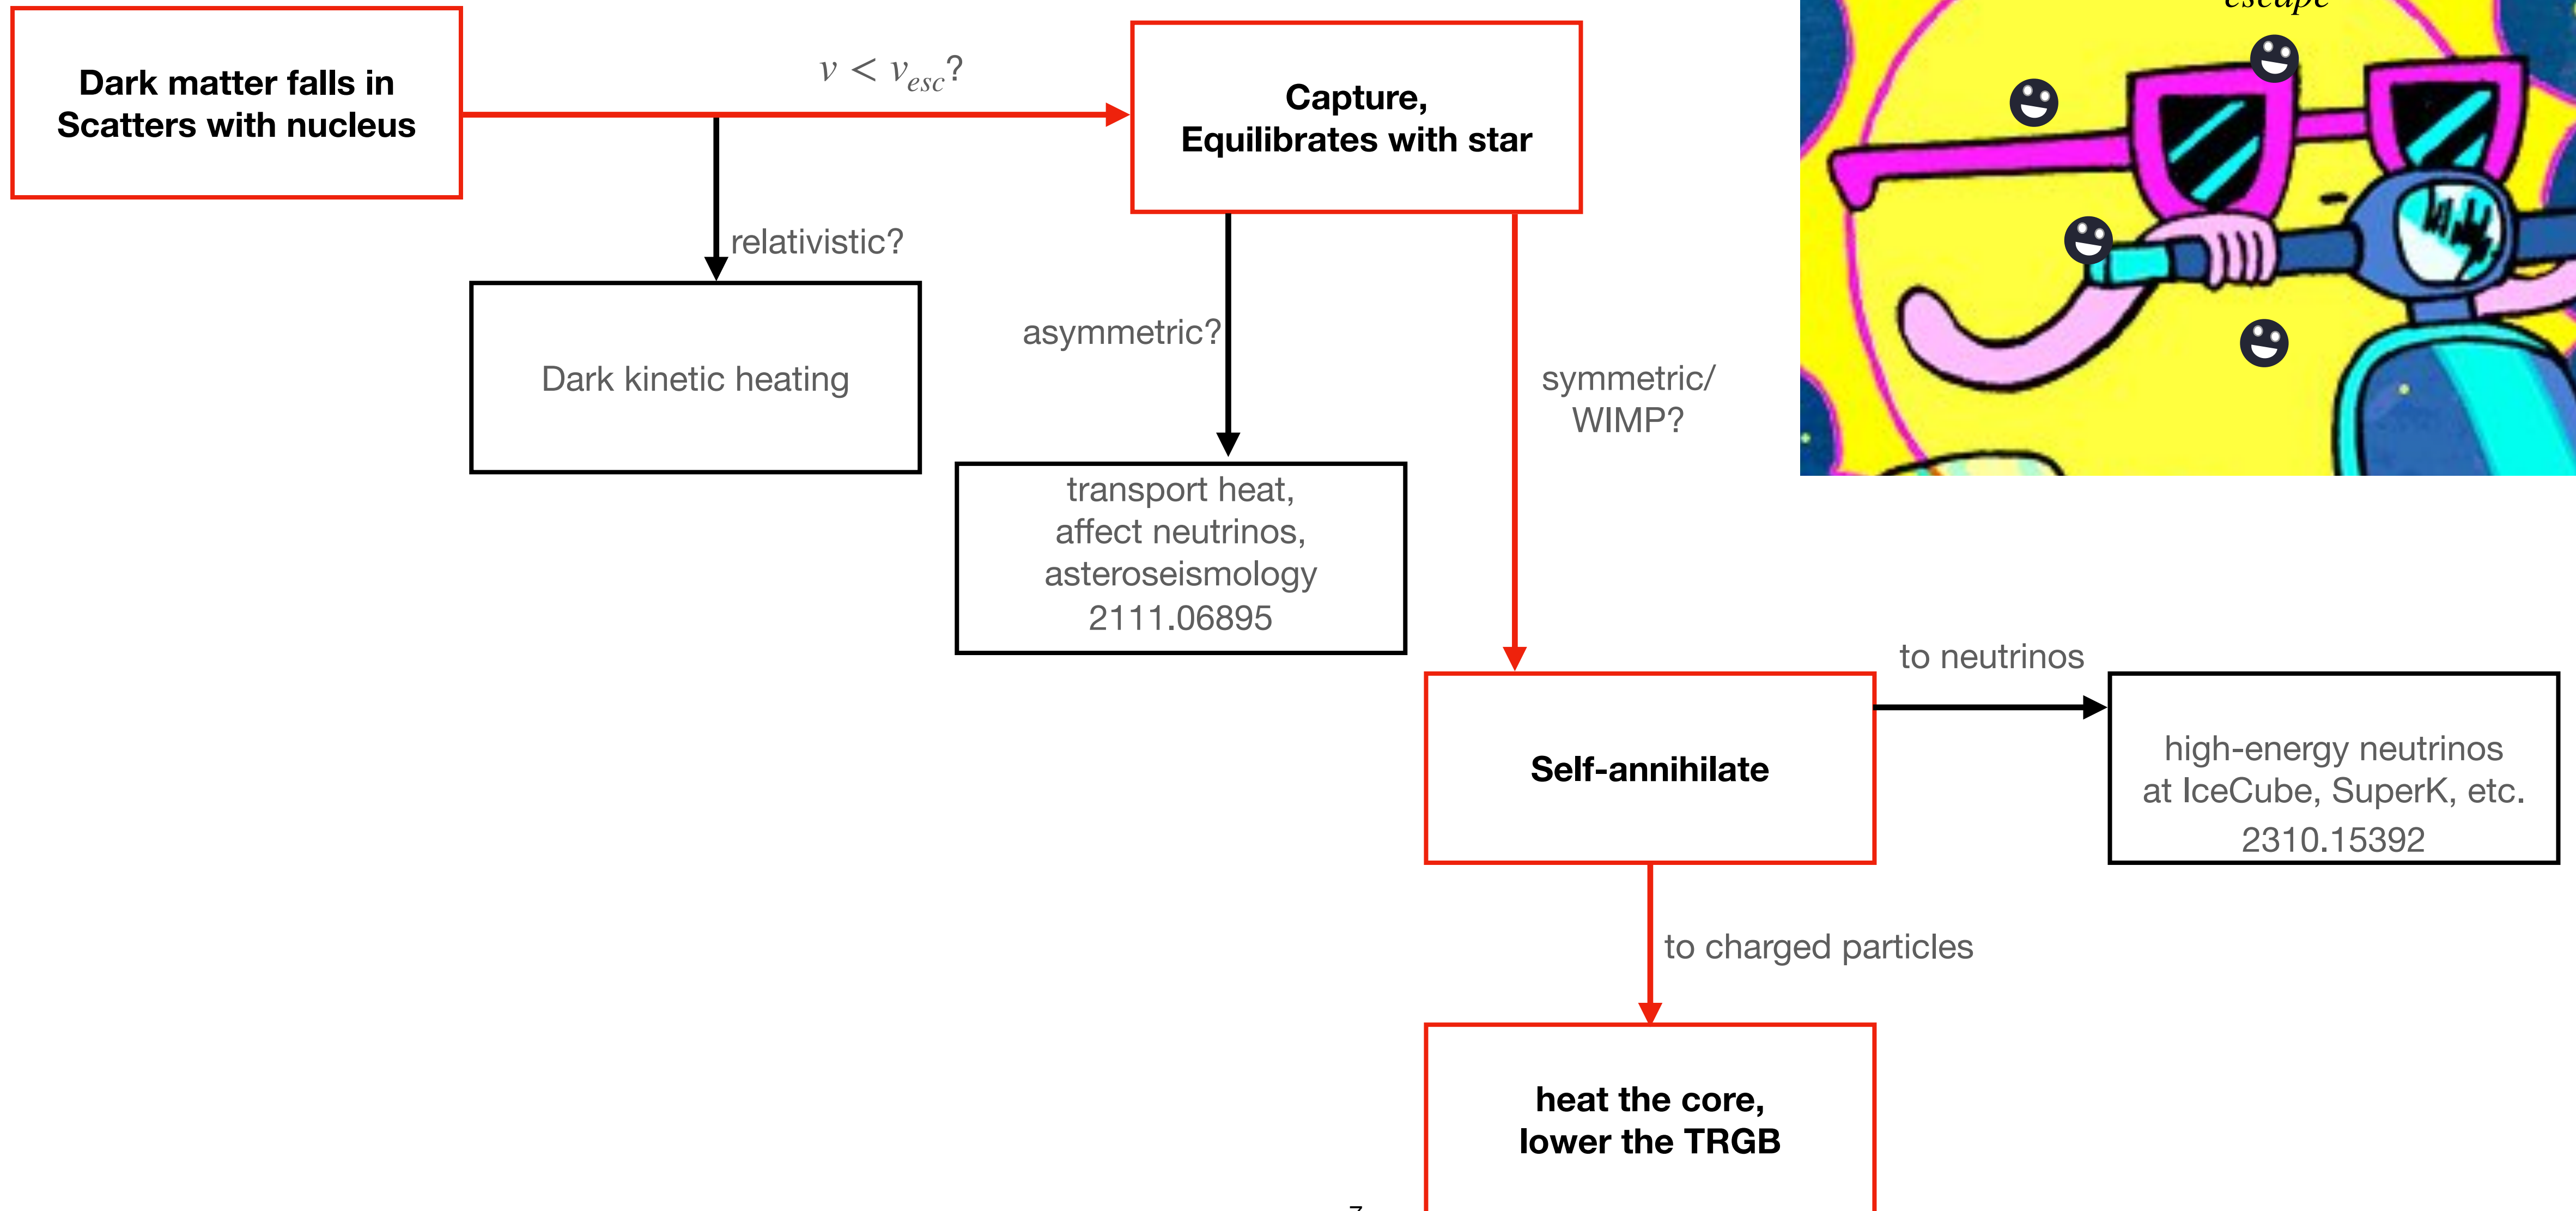 escape
Dark matter falls in
Scatters with nucleus
v < v_esc?
Capture,
Equilibrates with star
relativistic?
Dark kinetic heating
asymmetric?
symmetric/
WIMP?
transport heat,
affect neutrinos,
asteroseismology
2111.06895
to neutrinos
Self-annihilate
high-energy neutrinos
at IceCube, SuperK, etc.
2310.15392
to charged particles
heat the core,
lower the TRGB
7